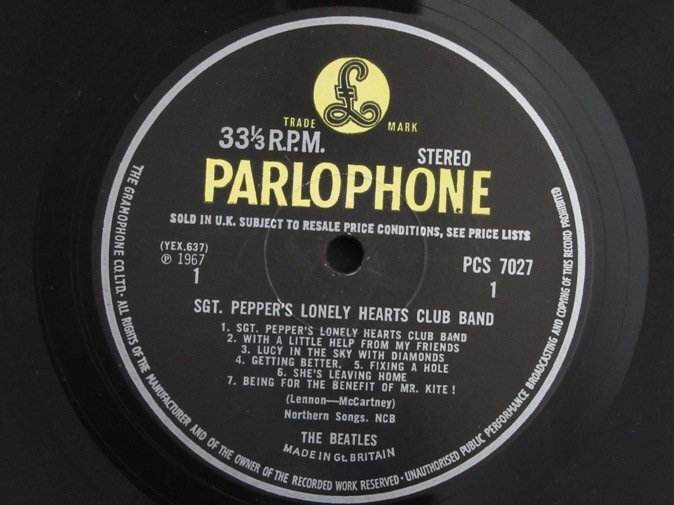 £
TRADE MARK
33⅓ R.P.M.
STEREO
PARLOPHONE
SOLD IN U.K. SUBJECT TO RESALE PRICE CONDITIONS, SEE PRICE LISTS
(YEX.637)
℗ 1967
1
PCS 7027
1
SGT. PEPPER'S LONELY HEARTS CLUB BAND
1. SGT. PEPPER'S LONELY HEARTS CLUB BAND
2. WITH A LITTLE HELP FROM MY FRIENDS
3. LUCY IN THE SKY WITH DIAMONDS
4. GETTING BETTER. 5. FIXING A HOLE
6. SHE'S LEAVING HOME
7. BEING FOR THE BENEFIT OF MR. KITE !
(Lennon—McCartney)
Northern Songs. NCB
THE BEATLES
MADE IN GT. BRITAIN
THE GRAMOPHONE CO. LTD. - ALL RIGHTS OF THE MANUFACTURER AND OF THE OWNER OF THE RECORDED WORK RESERVED - UNAUTHORISED PUBLIC PERFORMANCE BROADCASTING AND COPYING OF THIS RECORD PROHIBITED